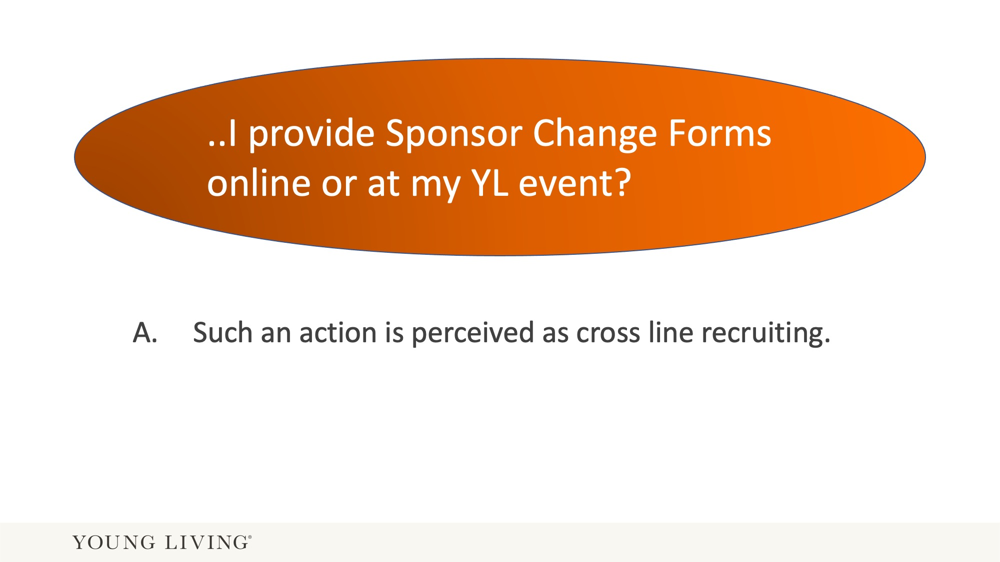 ..I provide Sponsor Change Forms
online or at my YL event?
A. Such an action is perceived as cross line recruiting.
YOUNG LIVING®